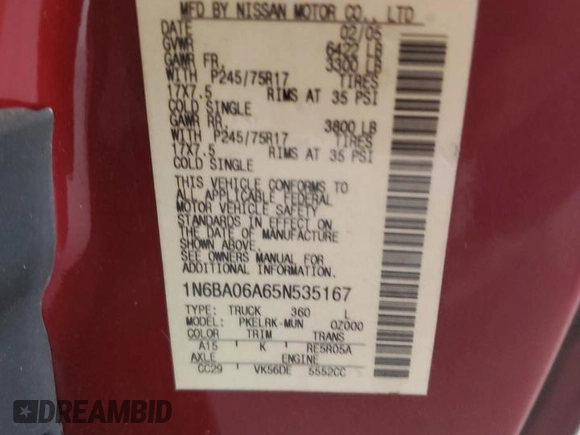 MFD BY NISSAN MOTOR CO., LTD
DATE 02/05
GVWR 6422 LB
GAWR FR. 3300 LB
WITH P245/75R17 TIRES
17X7.5 RIMS AT 35 PSI
COLD SINGLE
GAWR RR. 3800 LB
WITH P245/75R17 TIRES
17X7.5 RIMS AT 35 PSI
COLD SINGLE
THIS VEHICLE CONFORMS TO
ALL APPLICABLE FEDERAL
MOTOR VEHICLE SAFETY
STANDARDS IN EFFECT ON
THE DATE OF MANUFACTURE
SHOWN ABOVE.
SEE OWNERS MANUAL FOR
ADDITIONAL INFORMATION.
1N6BA06A65N535167
TYPE: TRUCK 360 L
MODEL: PKELRK-MUN 0Z000
COLOR TRIM TRANS
A15 K RE5R05A
AXLE ENGINE
CC29 VK56DE 5552CC
DREAMBID